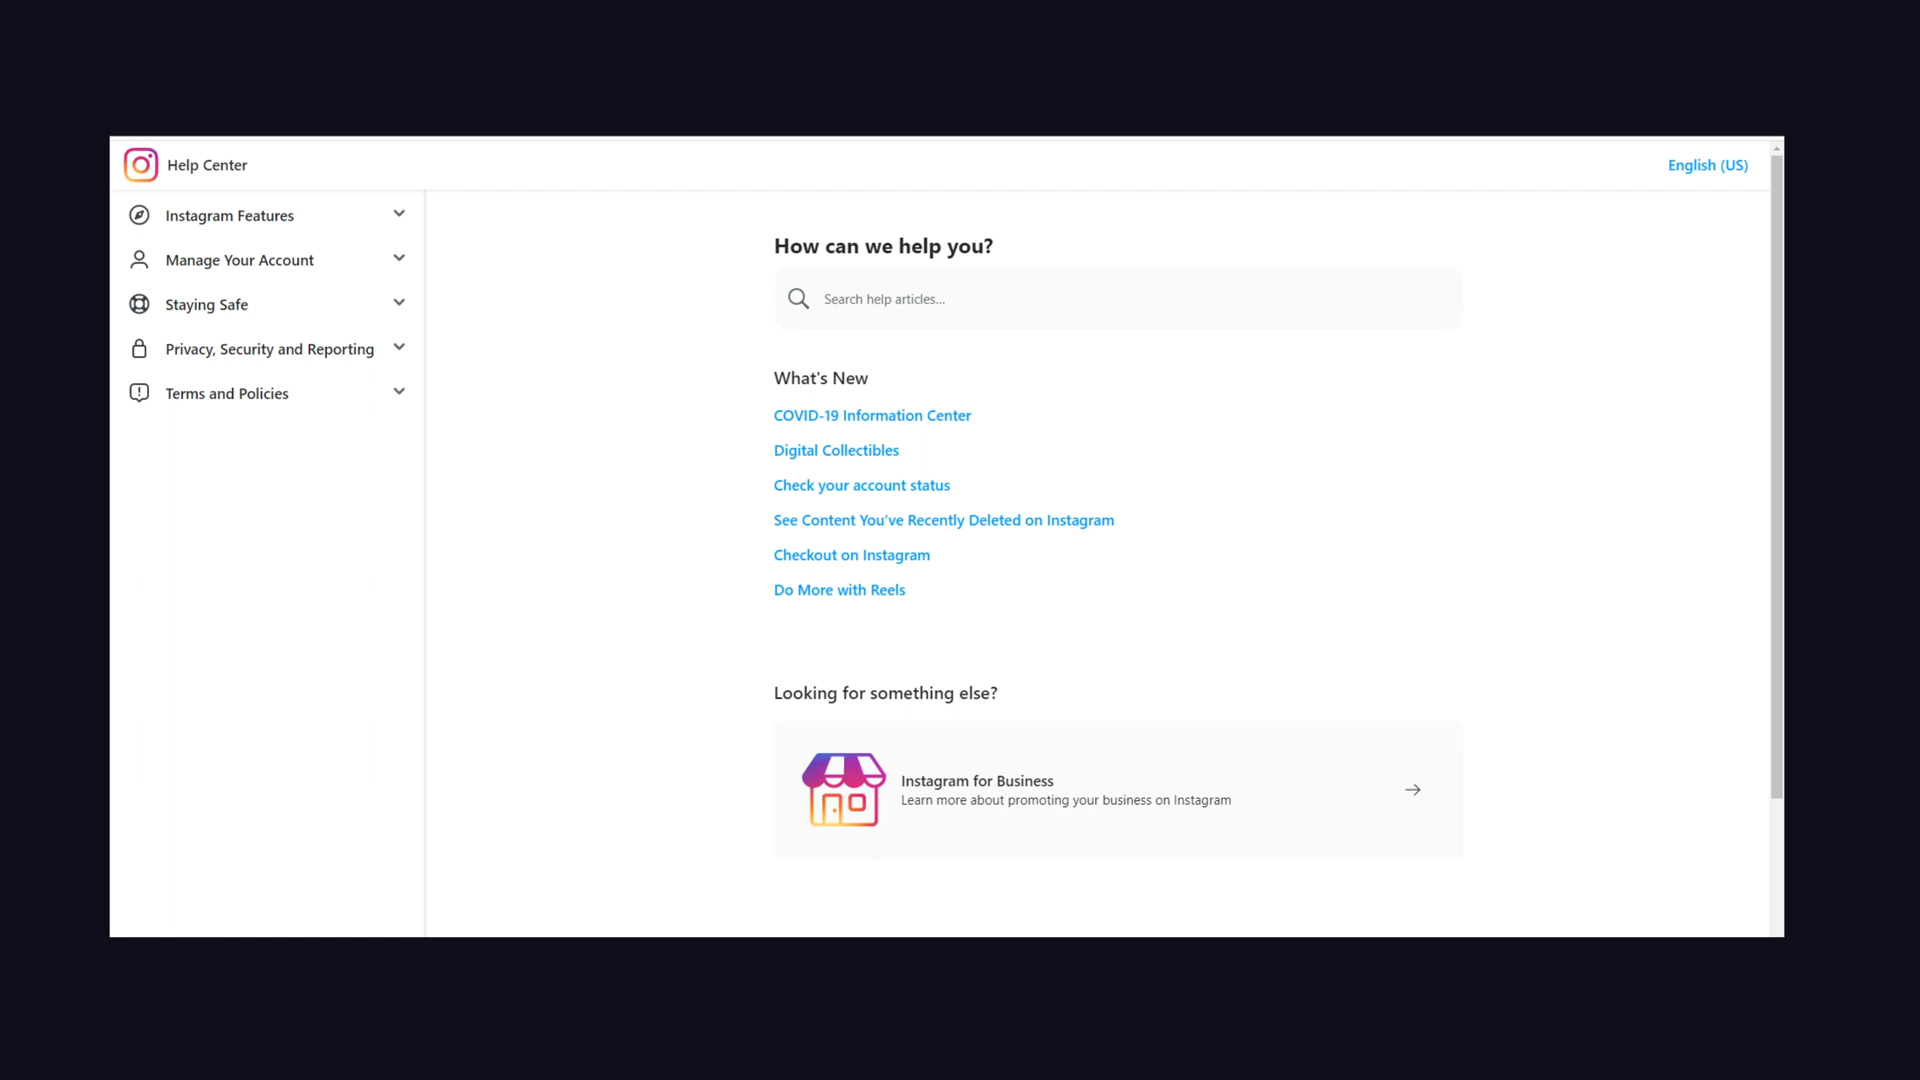 Help Center
English (US)
Instagram Features
Manage Your Account
Staying Safe
Privacy, Security and Reporting
Terms and Policies
How can we help you?
Search help articles...
What's New
COVID-19 Information Center
Digital Collectibles
Check your account status
See Content You've Recently Deleted on Instagram
Checkout on Instagram
Do More with Reels
Looking for something else?
Instagram for Business
Learn more about promoting your business on Instagram